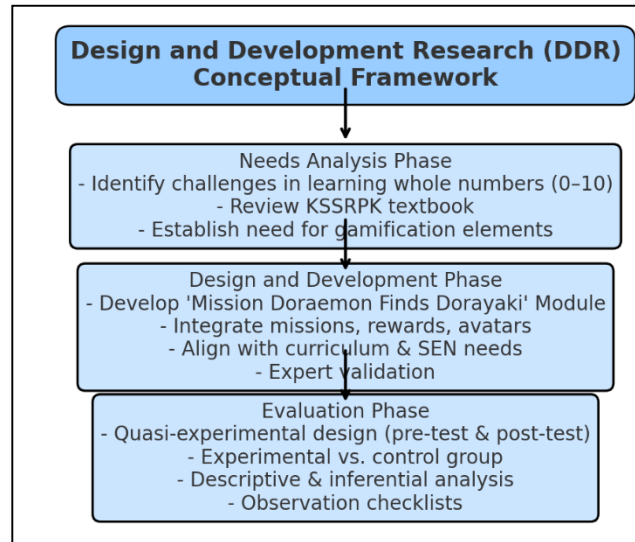 Design and Development Research (DDR)
Conceptual Framework
Needs Analysis Phase
- Identify challenges in learning whole numbers (0–10)
- Review KSSRPK textbook
- Establish need for gamification elements
Design and Development Phase
- Develop 'Mission Doraemon Finds Dorayaki' Module
- Integrate missions, rewards, avatars
- Align with curriculum & SEN needs
- Expert validation
Evaluation Phase
- Quasi-experimental design (pre-test & post-test)
- Experimental vs. control group
- Descriptive & inferential analysis
- Observation checklists